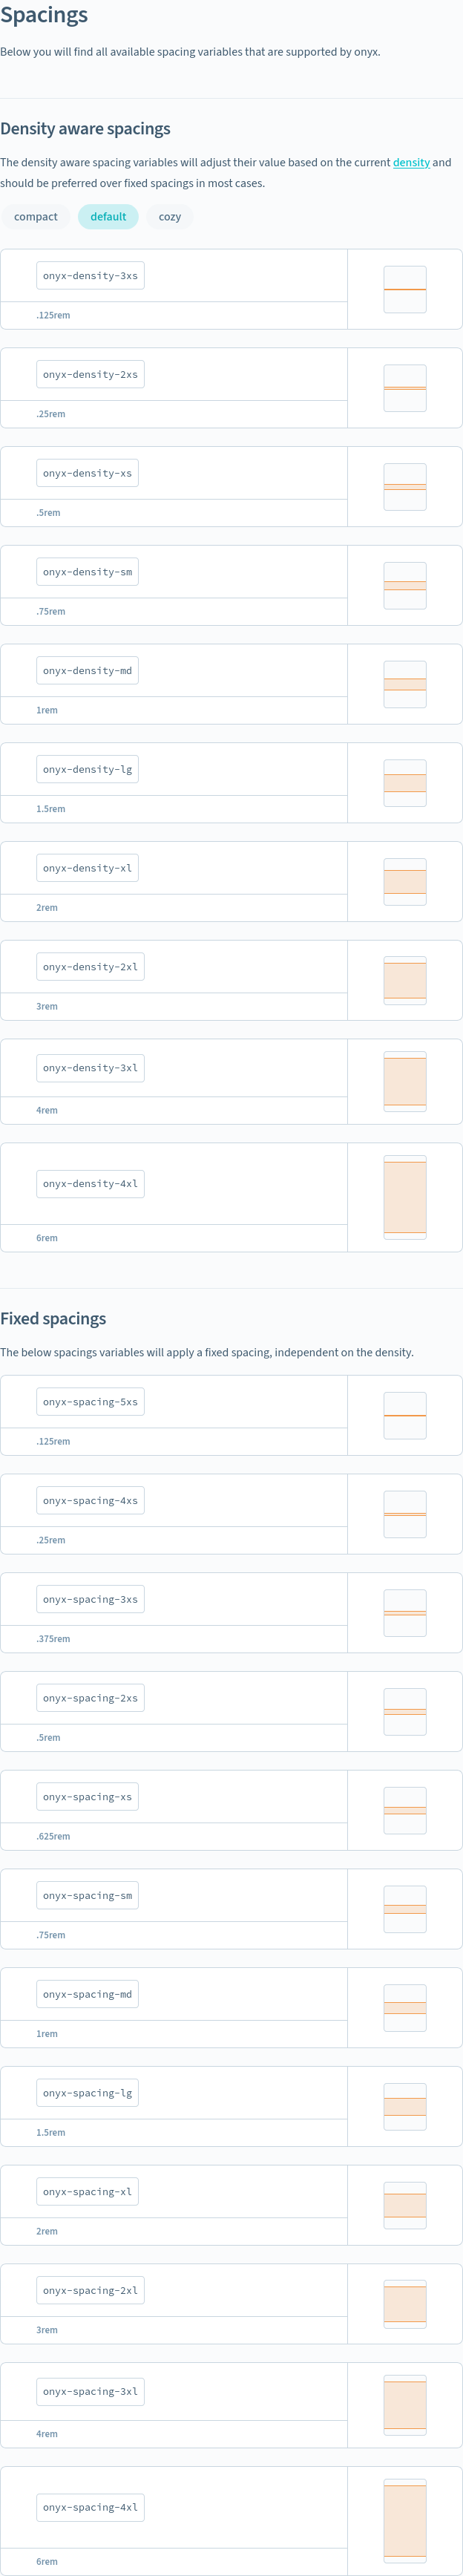 Spacings
Below you will find all available spacing variables that are supported by onyx.
Density aware spacings
The density aware spacing variables will adjust their value based on the current density and
should be preferred over fixed spacings in most cases.
compact default cozy
onyx-density-3xs
.125rem
onyx-density-2xs
.25rem
onyx-density-xs
.5rem
onyx-density-sm
.75rem
onyx-density-md
1rem
onyx-density-lg
1.5rem
onyx-density-xl
2rem
onyx-density-2xl
3rem
onyx-density-3xl
4rem
onyx-density-4xl
6rem
Fixed spacings
The below spacings variables will apply a fixed spacing, independent on the density.
onyx-spacing-5xs
.125rem
onyx-spacing-4xs
.25rem
onyx-spacing-3xs
.375rem
onyx-spacing-2xs
.5rem
onyx-spacing-xs
.625rem
onyx-spacing-sm
.75rem
onyx-spacing-md
1rem
onyx-spacing-lg
1.5rem
onyx-spacing-xl
2rem
onyx-spacing-2xl
3rem
onyx-spacing-3xl
4rem
onyx-spacing-4xl
6rem